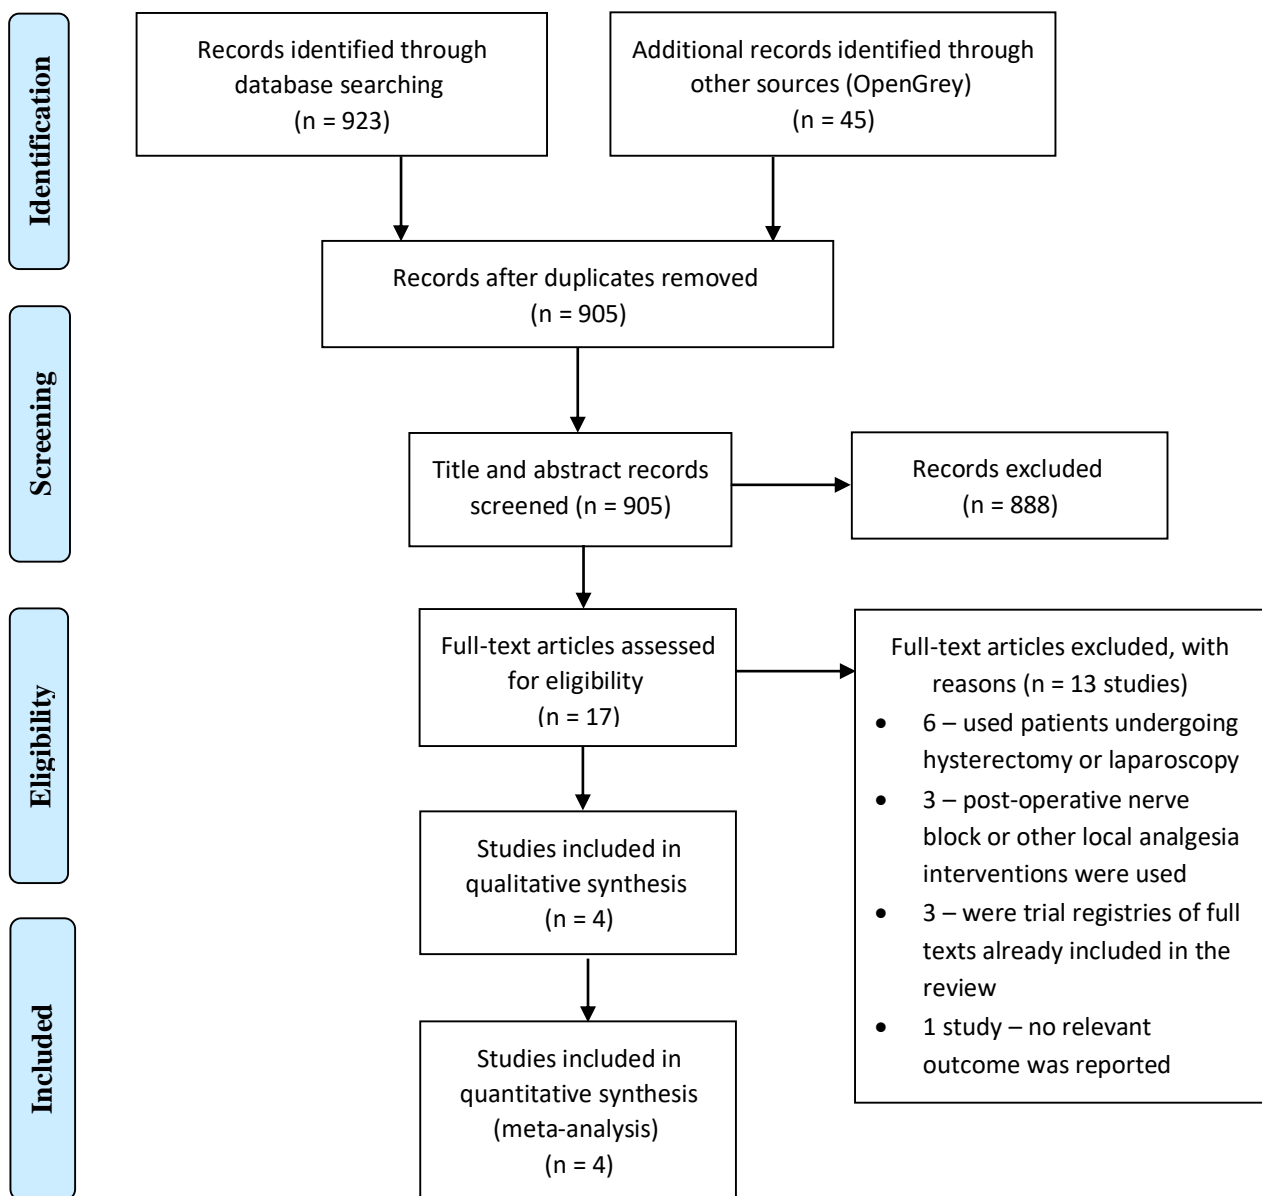 Identification
Records identified through
database searching
(n = 923)
Additional records identified through
other sources (OpenGrey)
(n = 45)
Records after duplicates removed
(n = 905)
Screening
Title and abstract records
screened (n = 905)
Records excluded
(n = 888)
Eligibility
Full-text articles assessed
for eligibility
(n = 17)
Full-text articles excluded, with
reasons (n = 13 studies)
• 6 – used patients undergoing
hysterectomy or laparoscopy
• 3 – post-operative nerve
block or other local analgesia
interventions were used
• 3 – were trial registries of full
texts already included in the
review
• 1 study – no relevant
outcome was reported
Studies included in
qualitative synthesis
(n = 4)
Included
Studies included in
quantitative synthesis
(meta-analysis)
(n = 4)